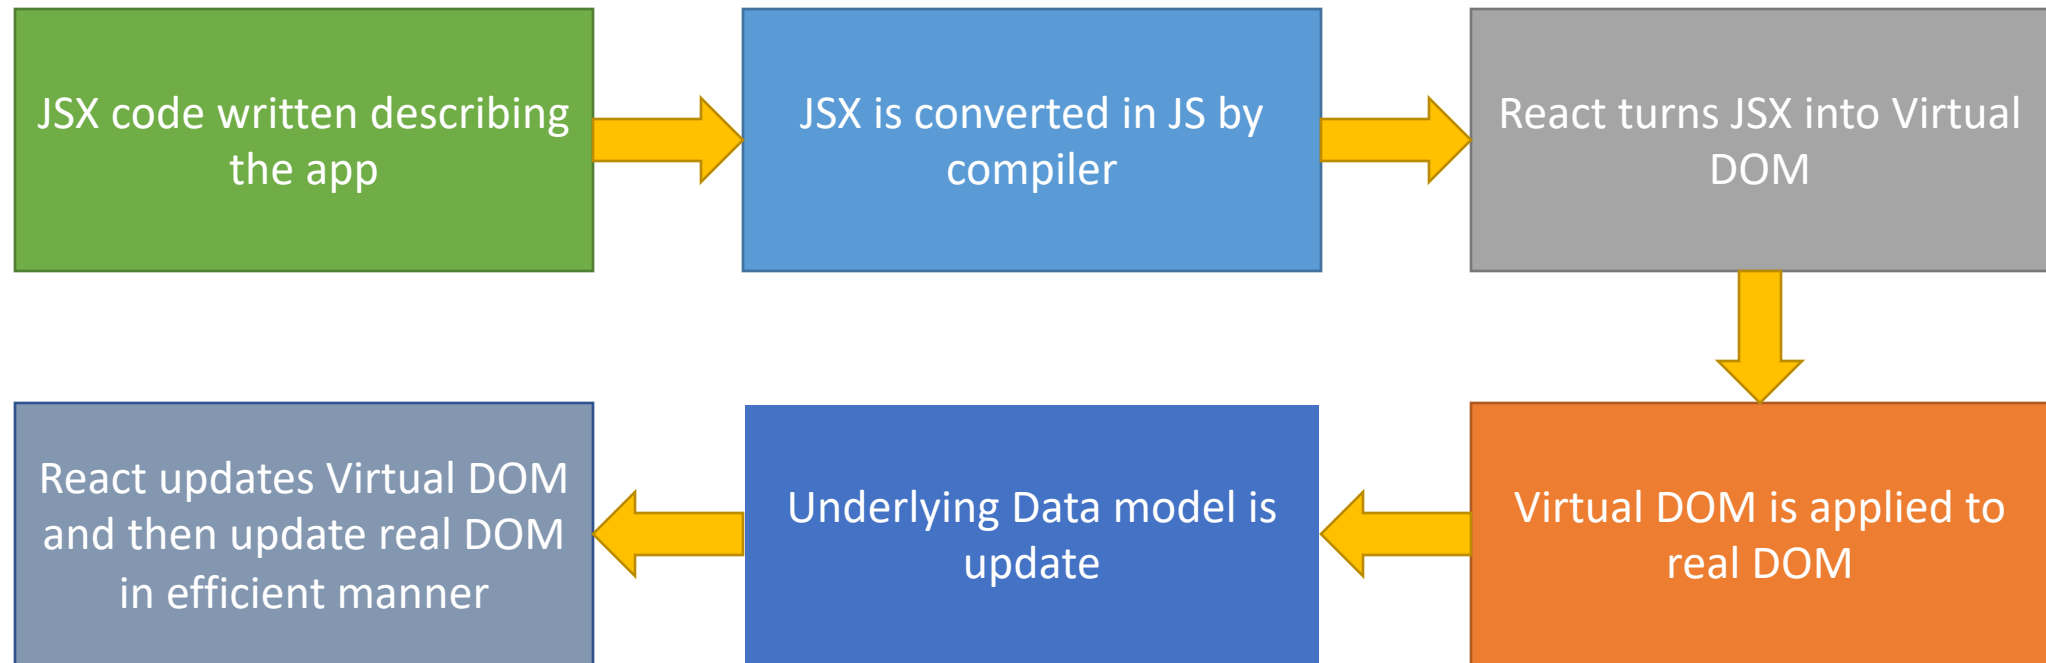 JSX code written describing
the app
JSX is converted in JS by
compiler
React turns JSX into Virtual
DOM
Virtual DOM is applied to
real DOM
Underlying Data model is
update
React updates Virtual DOM
and then update real DOM
in efficient manner